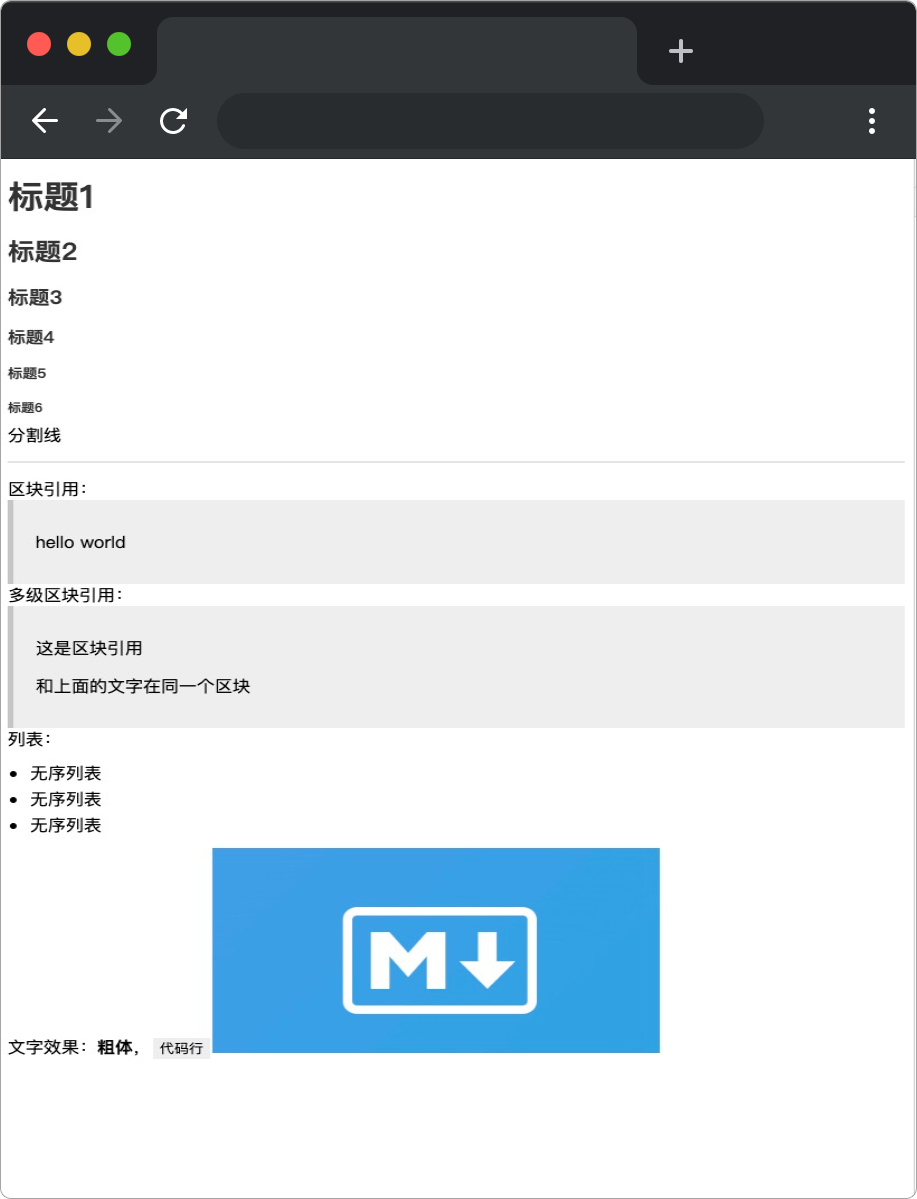 标题1
标题2
标题3
标题4
标题5
标题6
分割线
区块引用：
hello world
多级区块引用：
这是区块引用
和上面的文字在同一个区块
列表：
无序列表
无序列表
无序列表
M
文字效果：粗体， 代码行